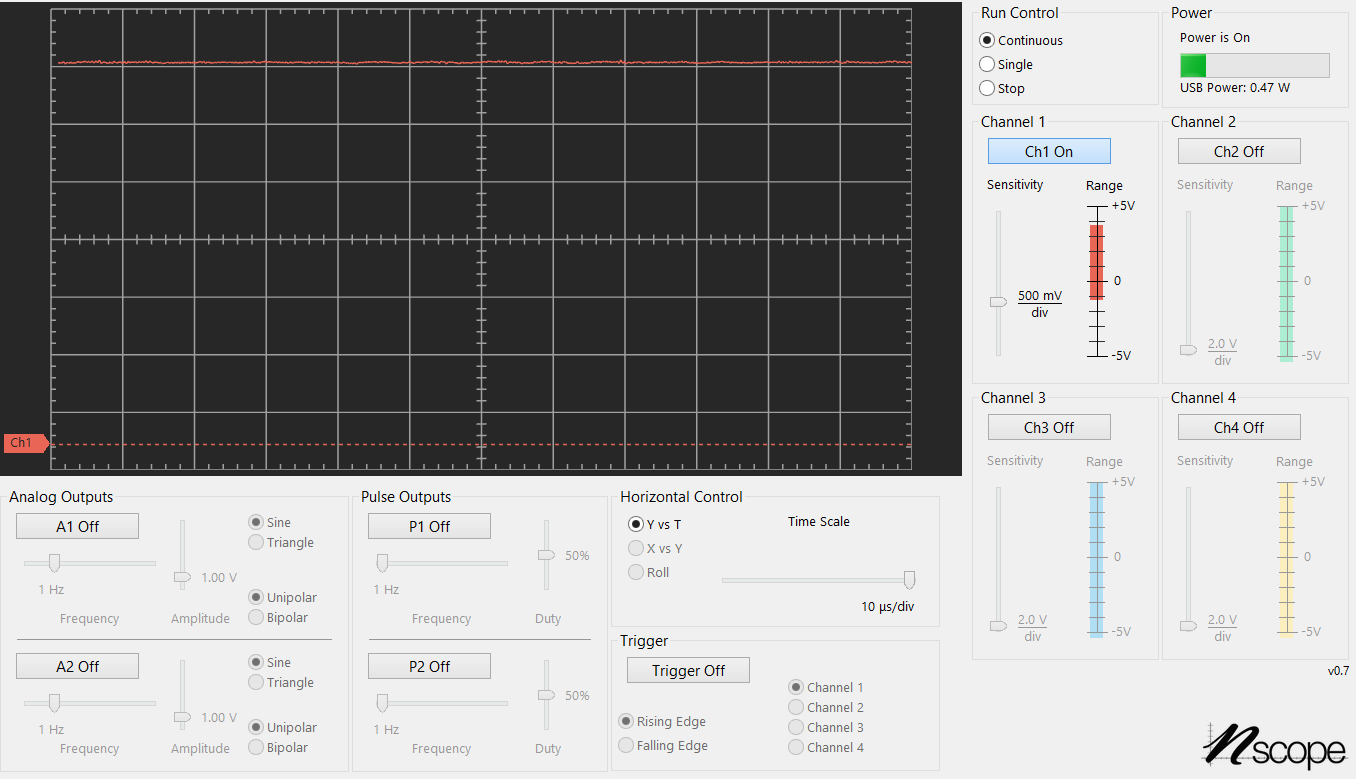 Run Control
Continuous
Single
Stop
Power
Power is On
USB Power: 0.47 W
Channel 1
Ch1 On
Sensitivity
Range
+5V
0
-5V
500 mV
div
Channel 2
Ch2 Off
Sensitivity
Range
+5V
0
-5V
2.0 V
div
Ch1
Channel 3
Ch3 Off
Sensitivity
Range
+5V
0
-5V
2.0 V
div
Channel 4
Ch4 Off
Sensitivity
Range
+5V
0
-5V
2.0 V
div
Analog Outputs
A1 Off
1 Hz
Frequency
1.00 V
Amplitude
Sine
Triangle
Unipolar
Bipolar
A2 Off
1 Hz
Frequency
1.00 V
Amplitude
Sine
Triangle
Unipolar
Bipolar
Pulse Outputs
P1 Off
1 Hz
Frequency
50%
Duty
P2 Off
1 Hz
Frequency
50%
Duty
Horizontal Control
Y vs T
X vs Y
Roll
Time Scale
10 µs/div
Trigger
Trigger Off
Rising Edge
Falling Edge
Channel 1
Channel 2
Channel 3
Channel 4
v0.7
nscope